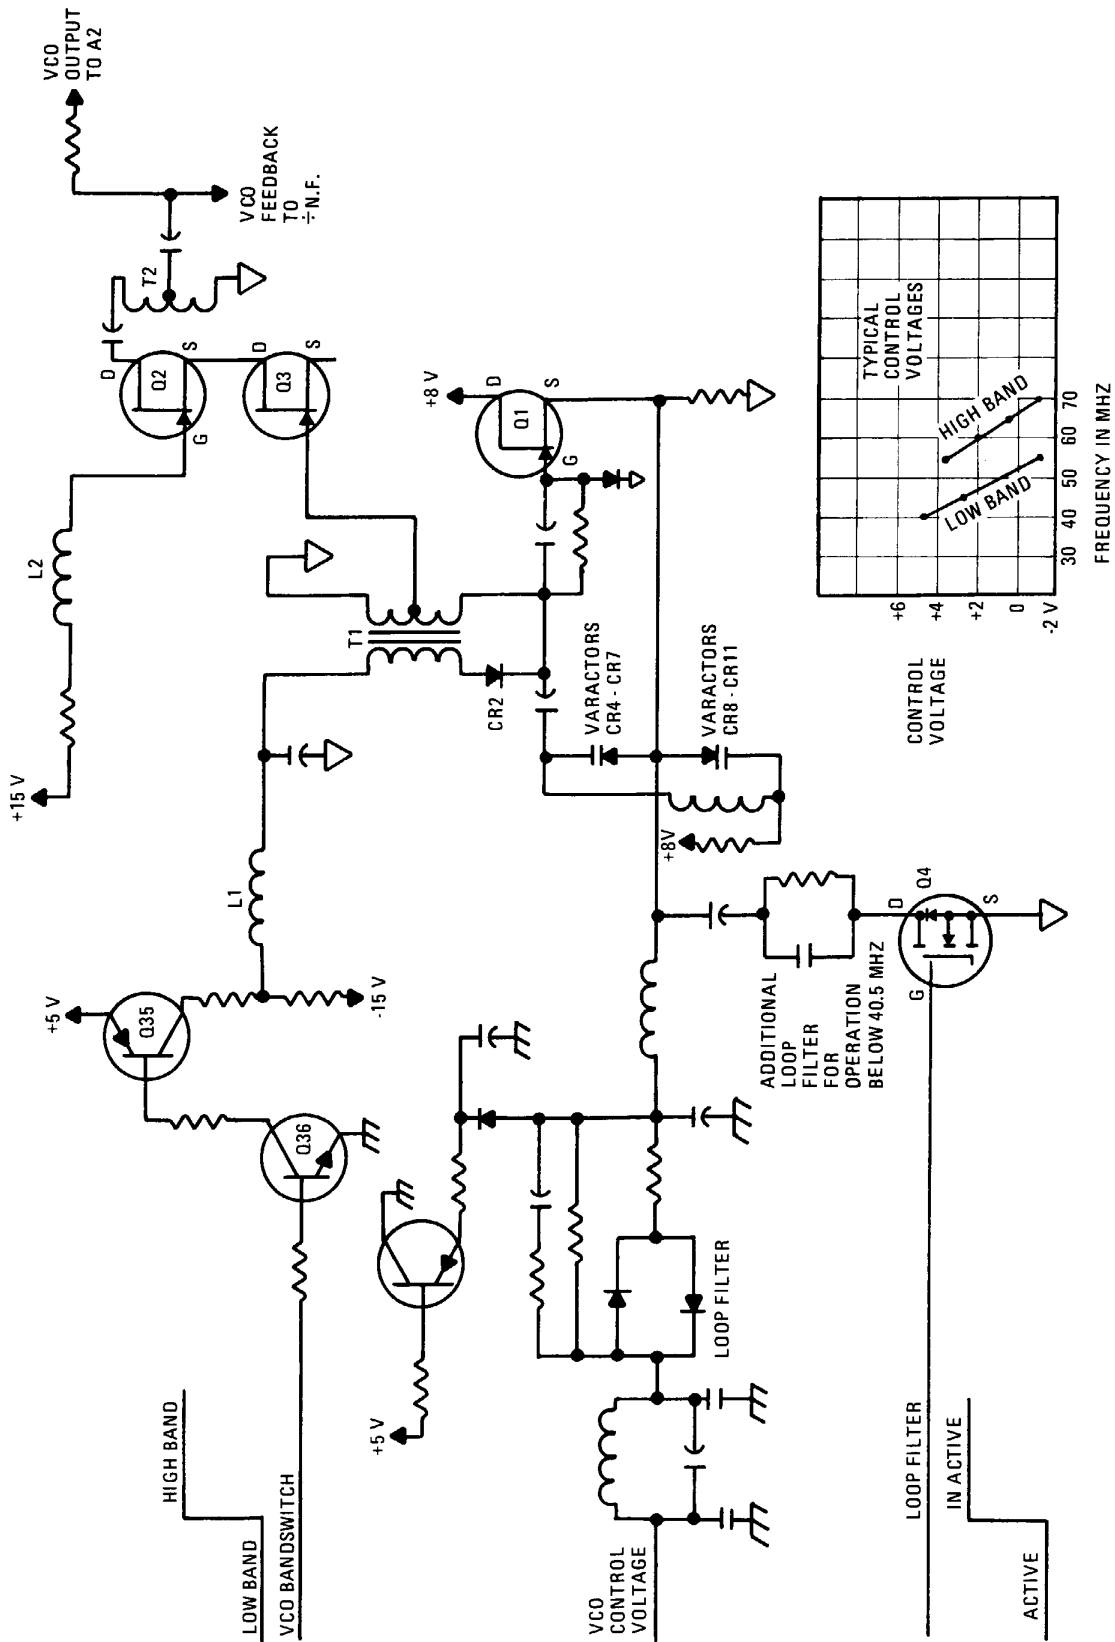 HIGH BAND
LOW BAND
VCO BANDSWITCH
+5 V
Q36
Q35
+5 V
-15 V
L1
+15 V
L2
T1
CR2
Q2
D
S
G
Q3
D
S
T2
VCO
OUTPUT
TO A2
VCO
FEEDBACK
TO
÷N.F.
+8 V
D
Q1
S
G
VCO
CONTROL
VOLTAGE
LOOP FILTER
VARACTORS
CR4 - CR7
VARACTORS
CR8 - CR11
+8V
ADDITIONAL
LOOP
FILTER
FOR
OPERATION
BELOW 40.5 MHZ
D
Q4
S
G
LOOP FILTER
IN ACTIVE
ACTIVE
TYPICAL
CONTROL
VOLTAGES
HIGH BAND
LOW BAND
+6
+4
+2
0
-2 V
CONTROL
VOLTAGE
30 40 50 60 70
FREQUENCY IN MHZ